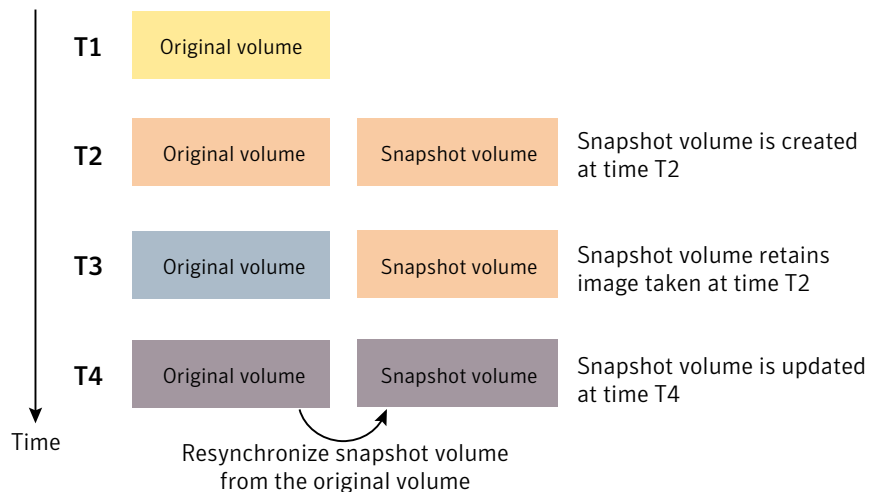 T1
Original volume
T2
Original volume
Snapshot volume
Snapshot volume is created
at time T2
T3
Original volume
Snapshot volume
Snapshot volume retains
image taken at time T2
T4
Original volume
Snapshot volume
Snapshot volume is updated
at time T4
Time
Resynchronize snapshot volume
from the original volume